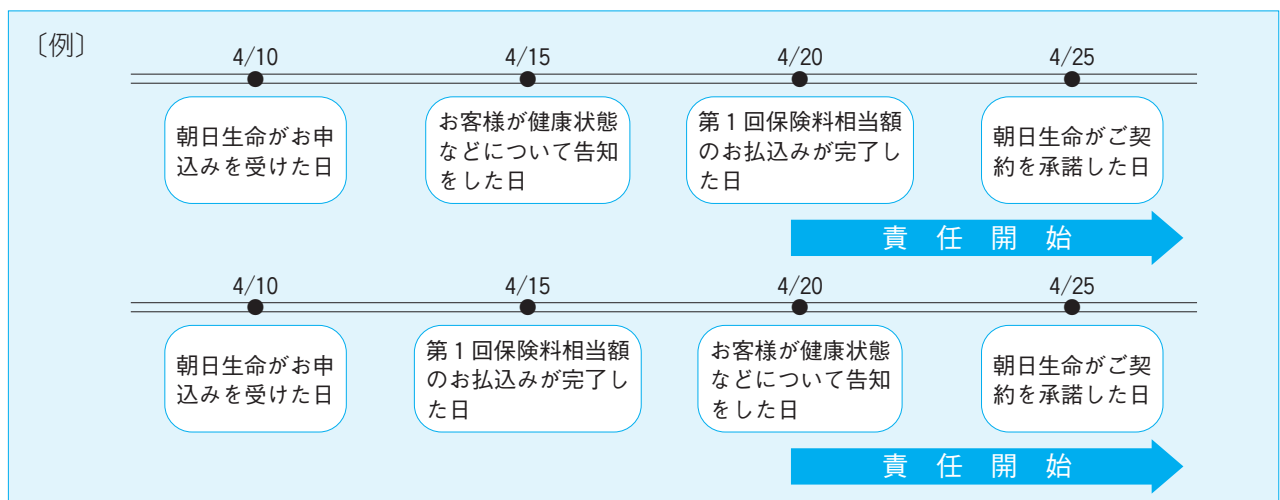 〔例〕
4/10 4/15 4/20 4/25
朝日生命がお申
込みを受けた日
お客様が健康状態
などについて告知
をした日
第1回保険料相当額
のお払込みが完了し
た日
朝日生命がご契
約を承諾した日
責任開始
4/10 4/15 4/20 4/25
朝日生命がお申
込みを受けた日
第1回保険料相当額
のお払込みが完了し
た日
お客様が健康状態
などについて告知
をした日
朝日生命がご契
約を承諾した日
責任開始